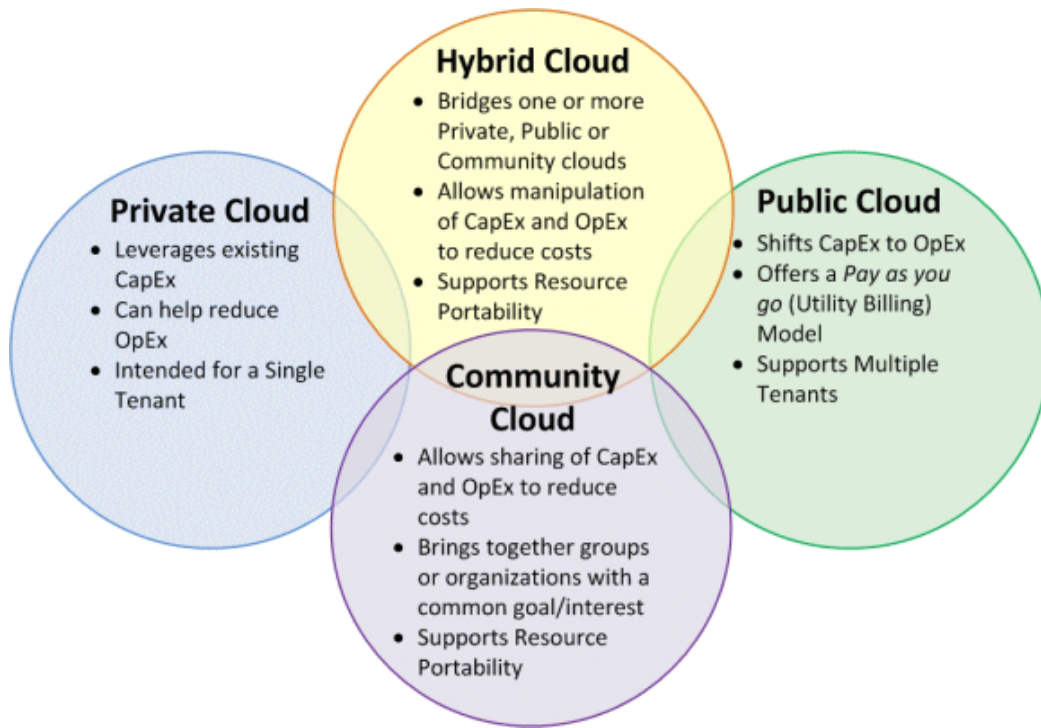 Hybrid Cloud
• Bridges one or more
Private, Public or
Community clouds
• Allows manipulation
of CapEx and OpEx
to reduce costs
• Supports Resource
Portability
Private Cloud
• Leverages existing
CapEx
• Can help reduce
OpEx
• Intended for a Single
Tenant
Public Cloud
• Shifts CapEx to OpEx
• Offers a Pay as you
go (Utility Billing)
Model
• Supports Multiple
Tenants
Community
Cloud
• Allows sharing of CapEx
and OpEx to reduce
costs
• Brings together groups
or organizations with a
common goal/interest
• Supports Resource
Portability